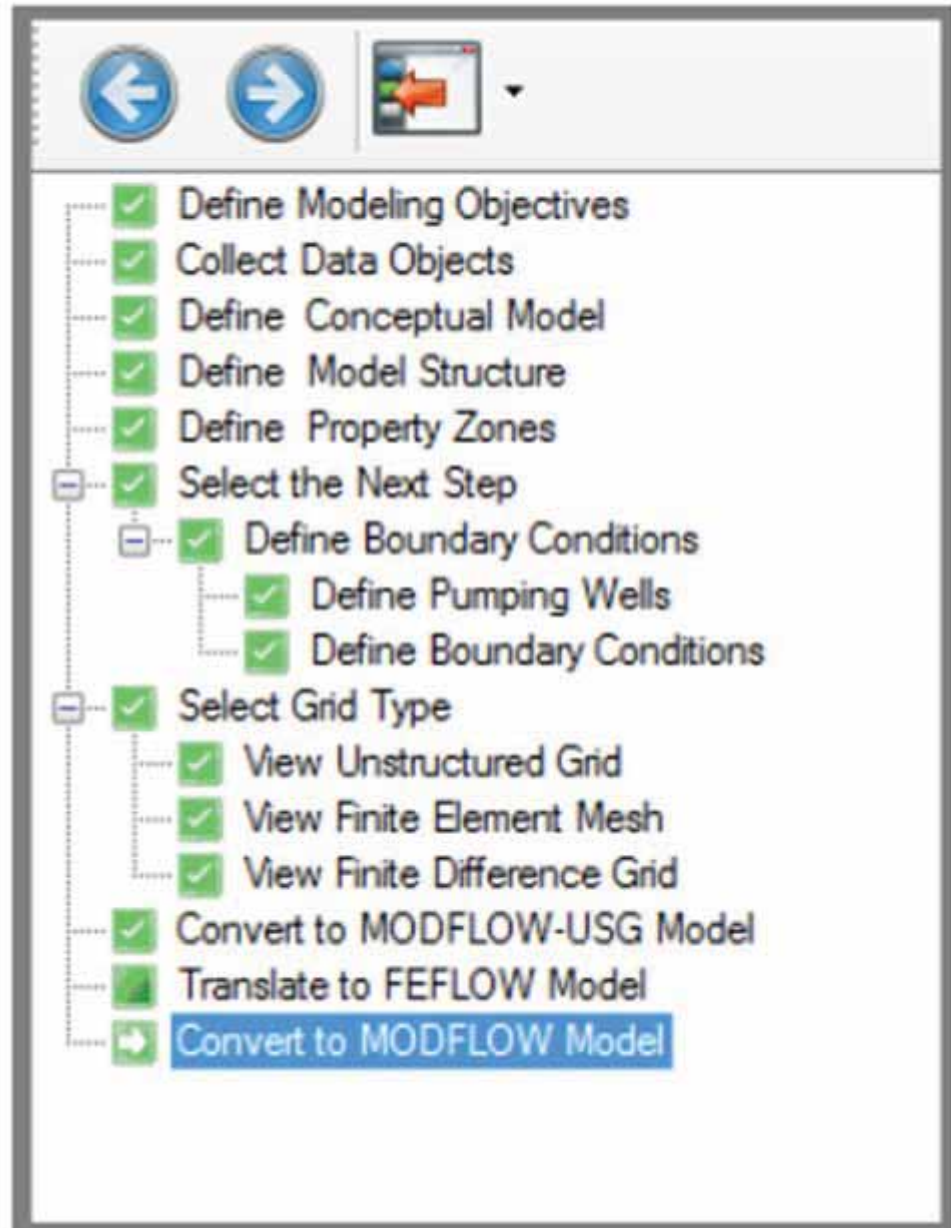 Define Modeling Objectives
Collect Data Objects
Define Conceptual Model
Define Model Structure
Define Property Zones
Select the Next Step
Define Boundary Conditions
Define Pumping Wells
Define Boundary Conditions
Select Grid Type
View Unstructured Grid
View Finite Element Mesh
View Finite Difference Grid
Convert to MODFLOW-USG Model
Translate to FEFLOW Model
Convert to MODFLOW Model